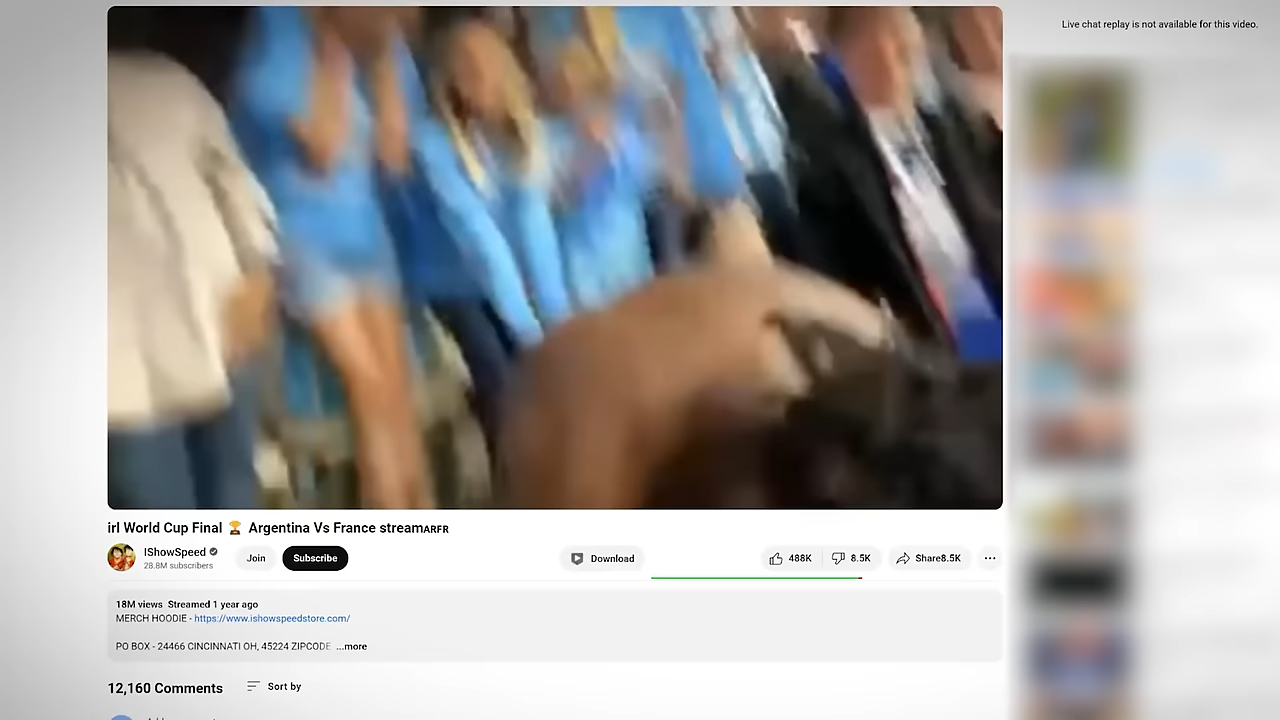 Live chat replay is not available for this video.
irl World Cup Final 🏆 Argentina Vs France streamARFR
IShowSpeed
28.8M subscribers
Join
Subscribe
Download
488K
8.5K
Share8.5K
18M views Streamed 1 year ago
MERCH HOODIE - https://www.ishowspeedstore.com/
PO BOX - 24466 CINCINNATI OH, 45224 ZIPCODE ...more
12,160 Comments
Sort by